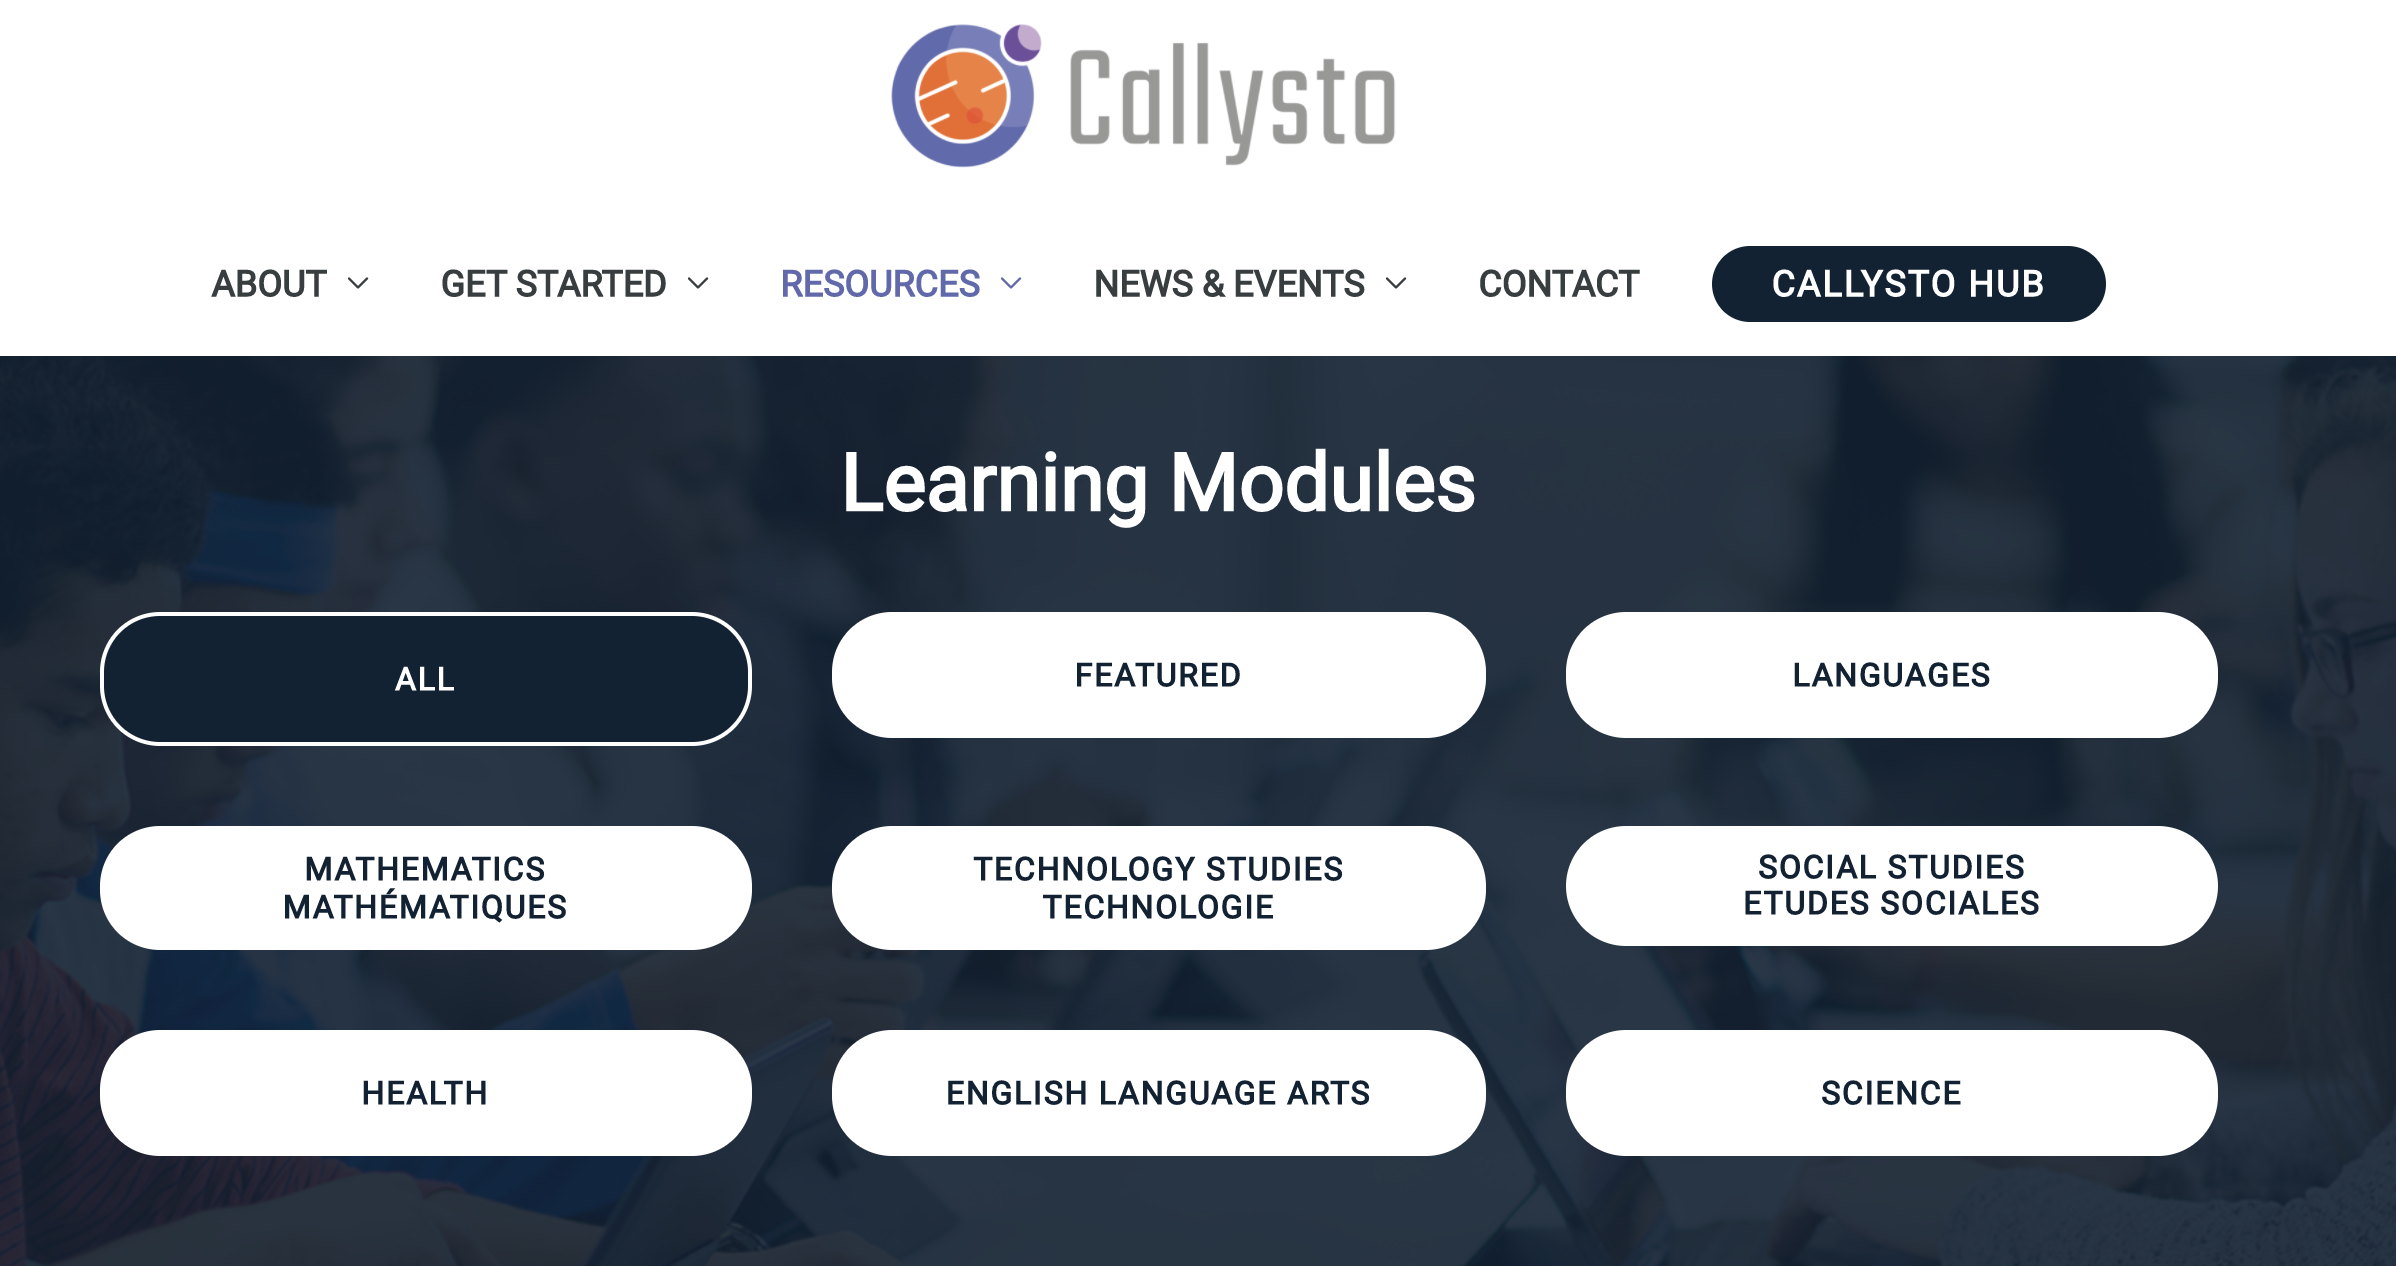 Callysto
ABOUT GET STARTED RESOURCES NEWS & EVENTS CONTACT CALLYSTO HUB
Learning Modules
ALL FEATURED LANGUAGES
MATHEMATICS
MATHÉMATIQUES
TECHNOLOGY STUDIES
TECHNOLOGIE
SOCIAL STUDIES
ETUDES SOCIALES
HEALTH ENGLISH LANGUAGE ARTS SCIENCE